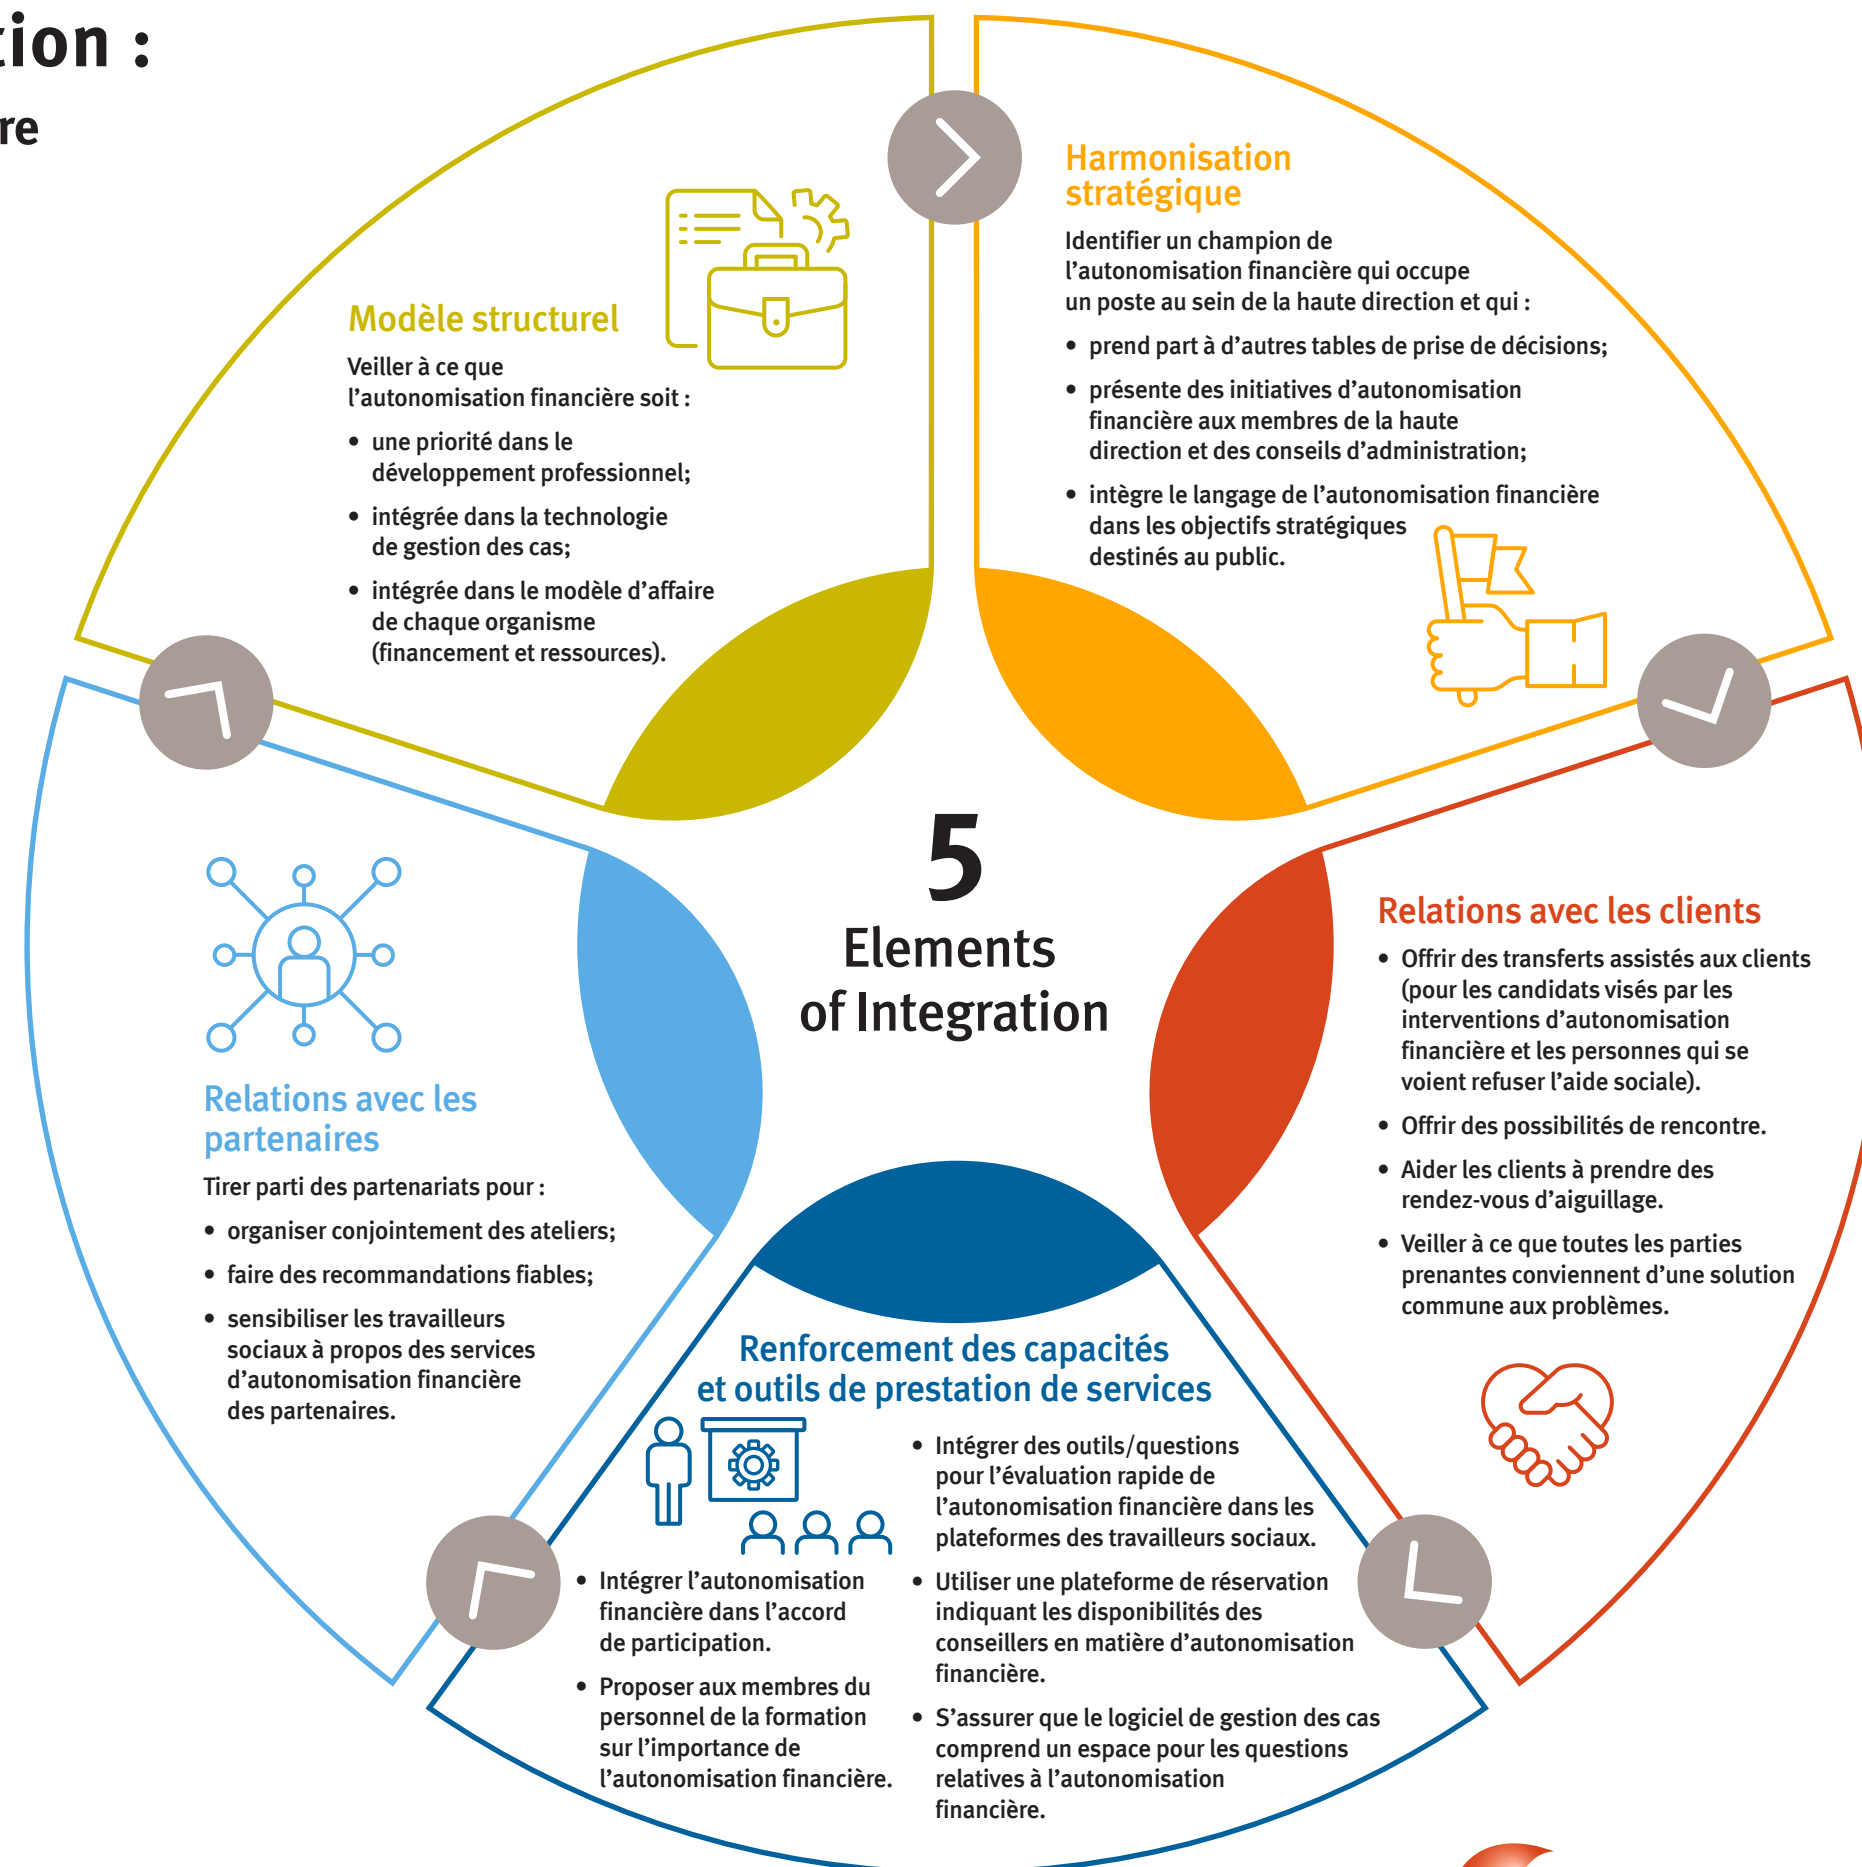 tion :
re
Modèle structurel
Veiller à ce que
l'autonomisation financière soit :
• une priorité dans le
développement professionnel;
• intégrée dans la technologie
de gestion des cas;
• intégrée dans le modèle d'affaire
de chaque organisme
(financement et ressources).
Harmonisation
stratégique
Identifier un champion de
l'autonomisation financière qui occupe
un poste au sein de la haute direction et qui :
• prend part à d'autres tables de prise de décisions;
• présente des initiatives d'autonomisation
financière aux membres de la haute
direction et des conseils d'administration;
• intègre le langage de l'autonomisation financière
dans les objectifs stratégiques
destinés au public.
5
Elements
of Integration
Relations avec les clients
• Offrir des transferts assistés aux clients
(pour les candidats visés par les
interventions d'autonomisation
financière et les personnes qui se
voient refuser l'aide sociale).
• Offrir des possibilités de rencontre.
• Aider les clients à prendre des
rendez-vous d'aiguillage.
• Veiller à ce que toutes les parties
prenantes conviennent d'une solution
commune aux problèmes.
Relations avec les
partenaires
Tirer parti des partenariats pour :
• organiser conjointement des ateliers;
• faire des recommandations fiables;
• sensibiliser les travailleurs
sociaux à propos des services
d'autonomisation financière
des partenaires.
Renforcement des capacités
et outils de prestation de services
• Intégrer l'autonomisation
financière dans l'accord
de participation.
• Proposer aux membres du
personnel de la formation
sur l'importance de
l'autonomisation financière.
• Intégrer des outils/questions
pour l'évaluation rapide de
l'autonomisation financière dans les
plateformes des travailleurs sociaux.
• Utiliser une plateforme de réservation
indiquant les disponibilités des
conseillers en matière d'autonomisation
financière.
• S'assurer que le logiciel de gestion des cas
comprend un espace pour les questions
relatives à l'autonomisation
financière.